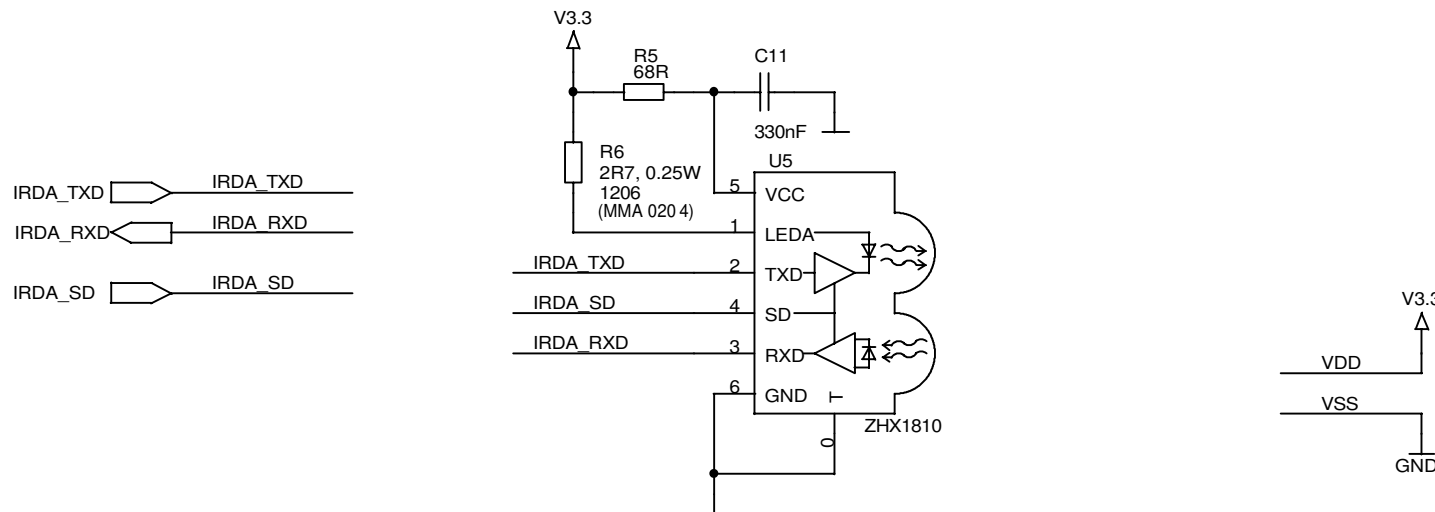 V3.3
R5
68R
C11
330nF
R6
2R7, 0.25W
1206
(MMA 020 4)
U5
IRDA_TXD
IRDA_TXD
IRDA_RXD
IRDA_RXD
IRDA_SD
IRDA_SD
5
VCC
1
LEDA
IRDA_TXD
2
TXD
IRDA_SD
4
SD
IRDA_RXD
3
RXD
6
GND
T
0
ZHX1810
V3.3
VDD
VSS
GND